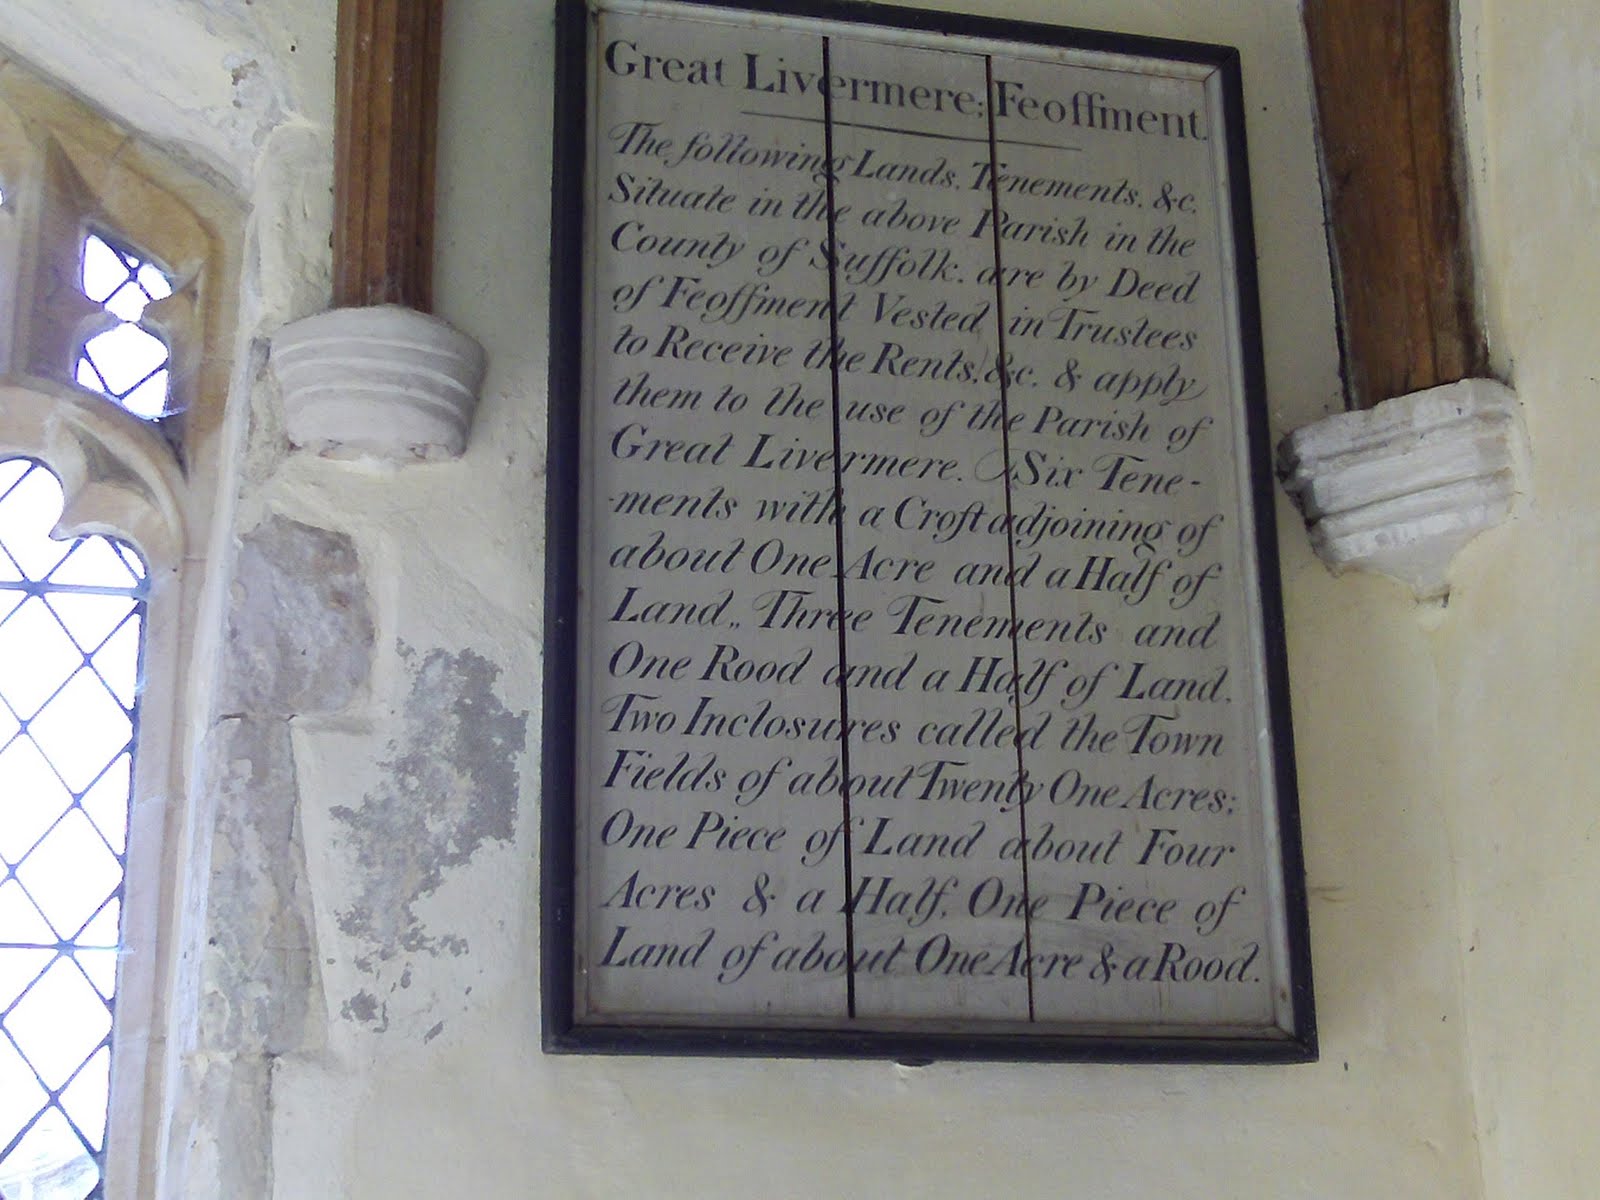 Great Livermere; Feoffment.
The following Lands, Tenements, &c.
Situate in the above Parish in the
County of Suffolk, are by Deed
of Feoffment Vested in Trustees
to Receive the Rents, &c. & apply
them to the use of the Parish of
Great Livermere. Six Tene-
-ments with a Croft adjoining of
about One Acre and a Half of
Land,, Three Tenements and
One Rood and a Half of Land.
Two Inclosures called the Town
Fields of about Twenty One Acres;
One Piece of Land about Four
Acres & a Half, One Piece of
Land of about One Acre & a Rood.